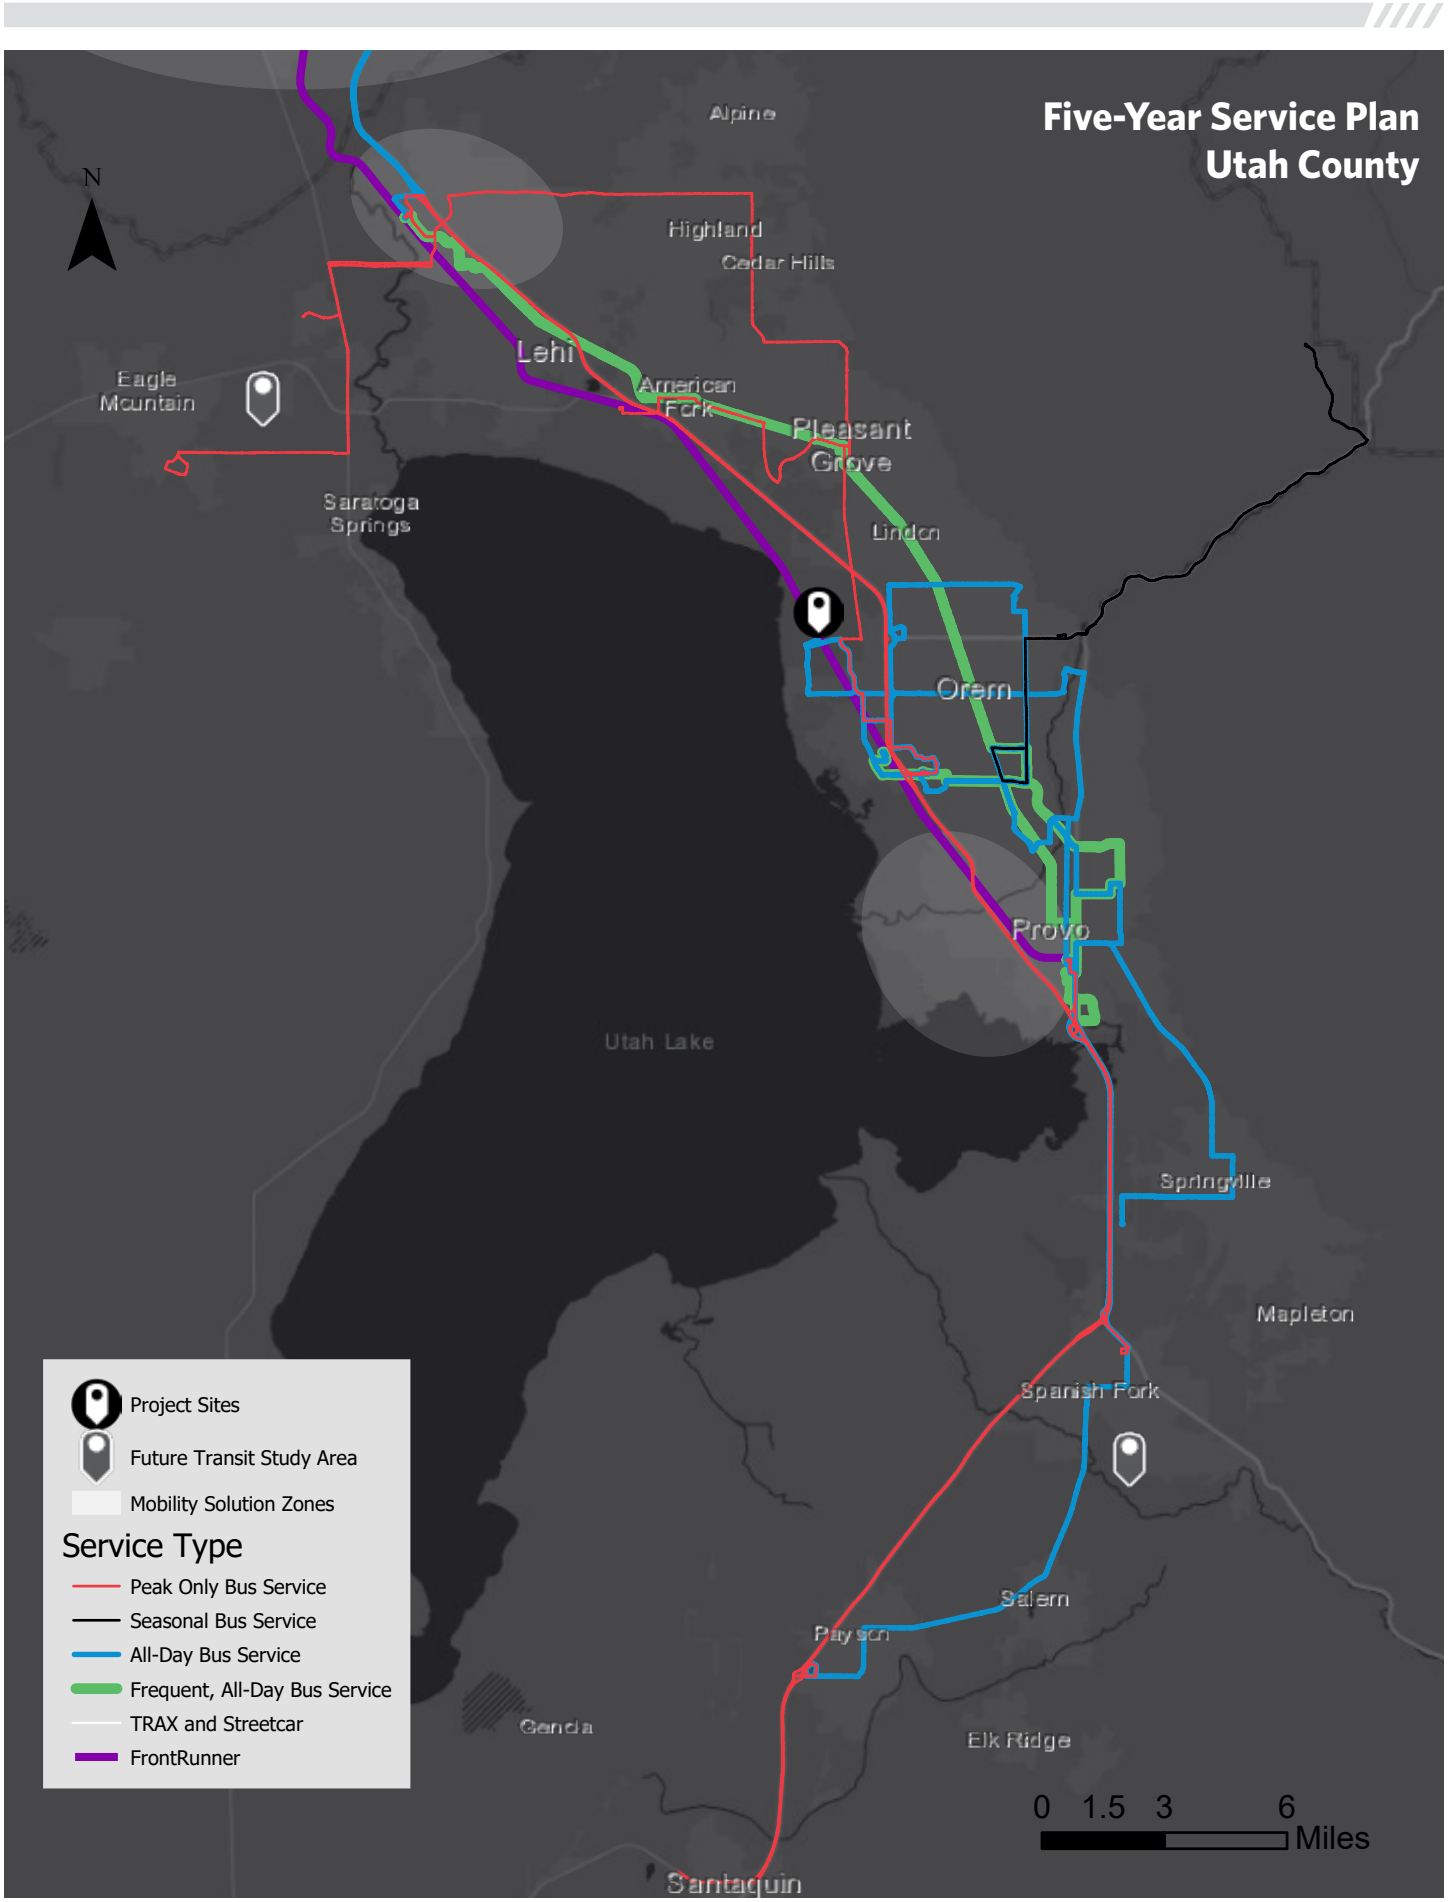 Five-Year Service Plan
Utah County
Alpine
N
Highland
Cedar Hills
Lehi
Eagle
Mountain
American
Fork
Pleasant
Grove
Saratoga
Springs
Lindon
Orem
Provo
Utah Lake
Springville
Mapleton
Spanish Fork
Salem
Payson
Genola
Elk Ridge
Santaquin
Project Sites
Future Transit Study Area
Mobility Solution Zones
Service Type
Peak Only Bus Service
Seasonal Bus Service
All-Day Bus Service
Frequent, All-Day Bus Service
TRAX and Streetcar
FrontRunner
0 1.5 3 6
Miles